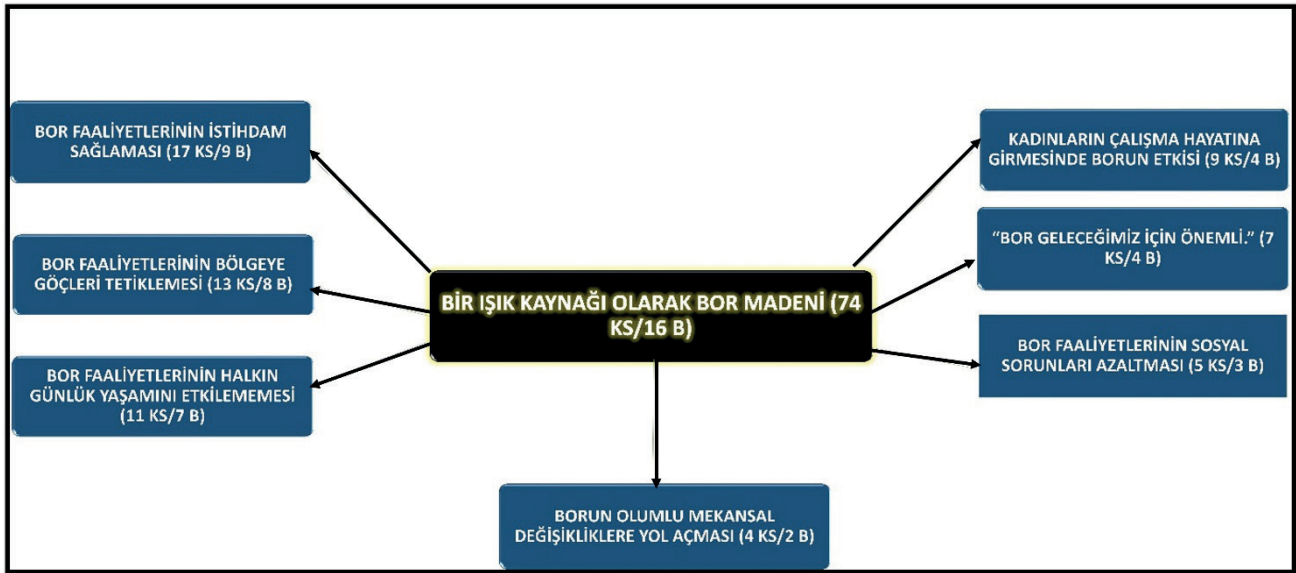 BOR FAALİYETLERİNİN İSTİHDAM
SAĞLAMASI (17 KS/9 B)
BOR FAALİYETLERİNİN BÖLGEYE
GÖÇLERİ TETİKLEMESİ (13 KS/8 B)
BOR FAALİYETLERİNİN HALKIN
GÜNLÜK YAŞAMINI ETKİLEMEMESİ
(11 KS/7 B)
BİR IŞIK KAYNAĞI OLARAK BOR MADENİ (74
KS/16 B)
KADINLARIN ÇALIŞMA HAYATINA
GİRMESİNDE BORUN ETKİSİ (9 KS/4 B)
“BOR GELECEĞİMİZ İÇİN ÖNEMLİ.” (7
KS/4 B)
BOR FAALİYETLERİNİN SOSYAL
SORUNLARI AZALTMASI (5 KS/3 B)
BORUN OLUMLU MEKANSAL
DEĞİŞİKLİKLERE YOL AÇMASI (4 KS/2 B)